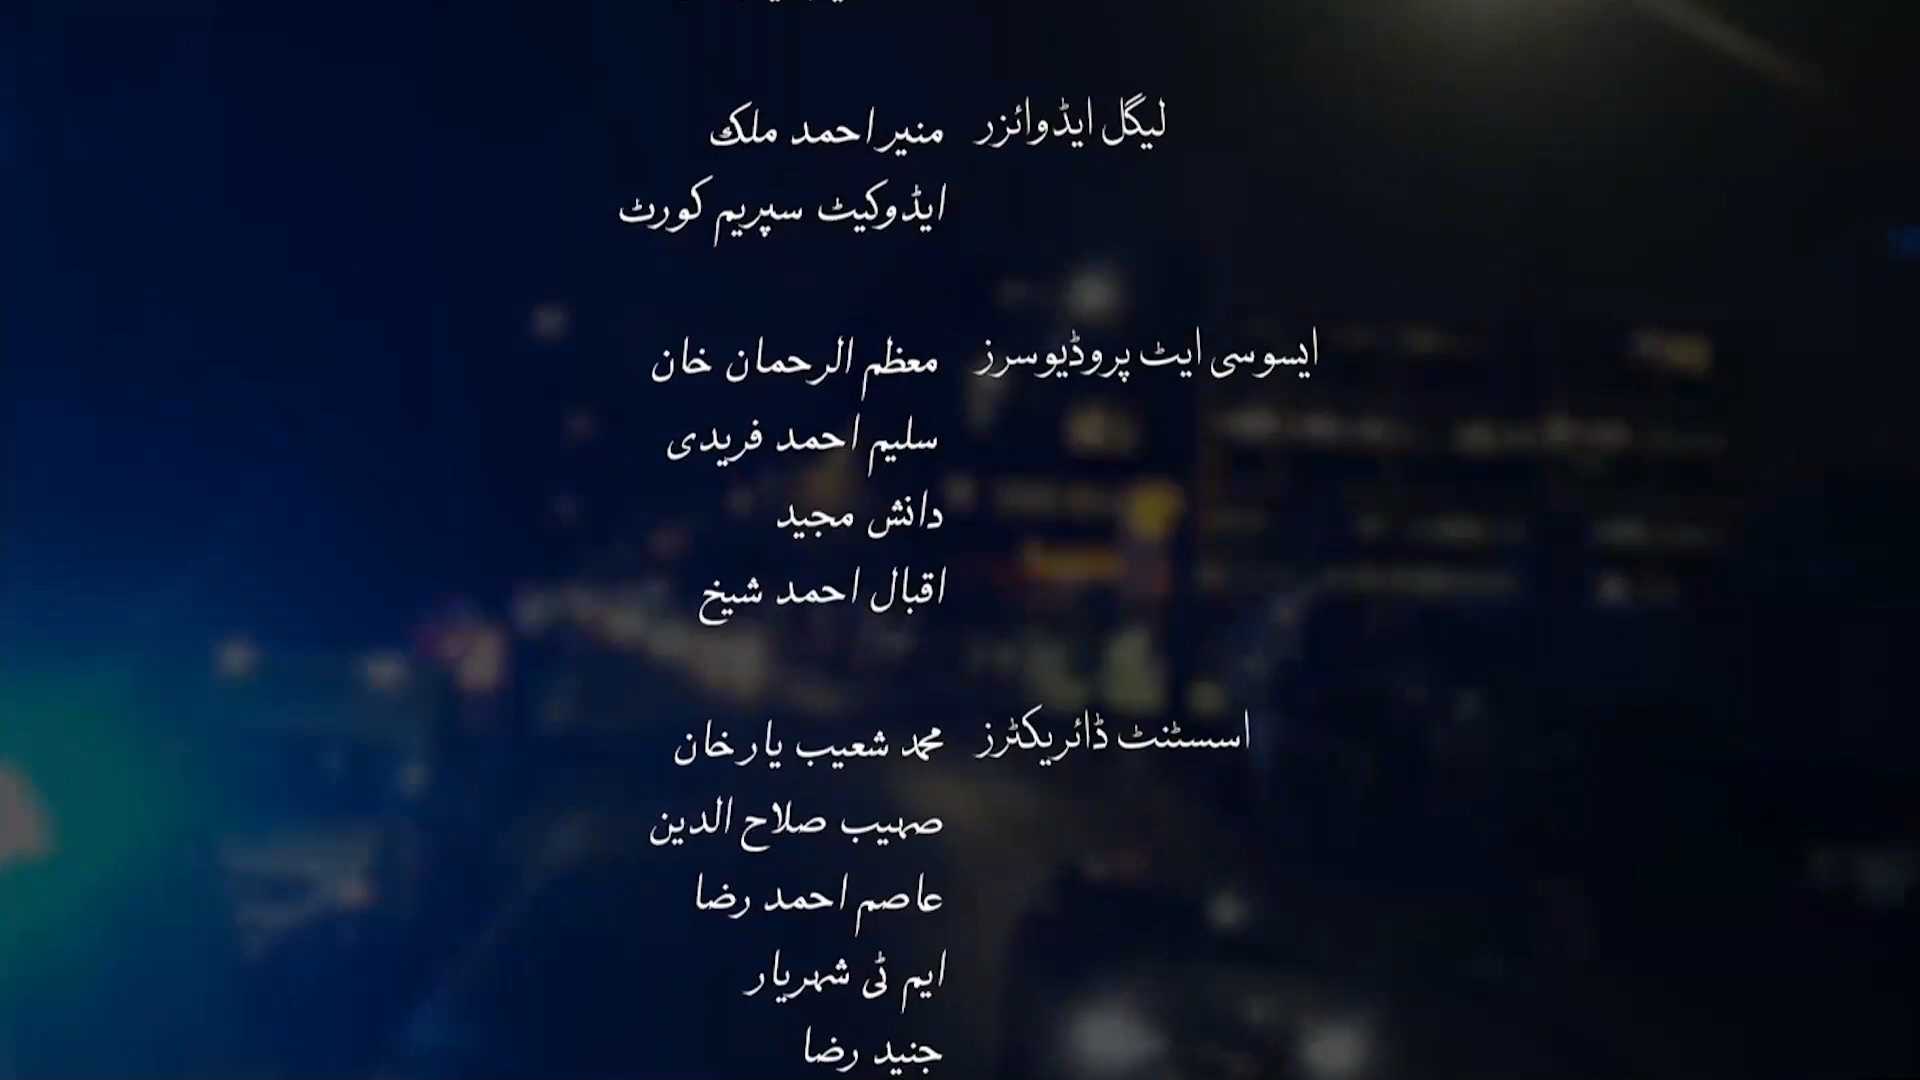 لیگل ایڈوائزر منیر احمد ملک
ایڈوکیٹ سپریم کورٹ
ایسوسی ایٹ پروڈیوسرز معظم الرحمان خان
سلیم احمد فریدی
دانش مجید
اقبال احمد شیخ
اسسٹنٹ ڈائریکٹرز محمد شعیب یار خان
صہیب صلاح الدین
عاصم احمد رضا
ایم ٹی شہریار
جنید رضا